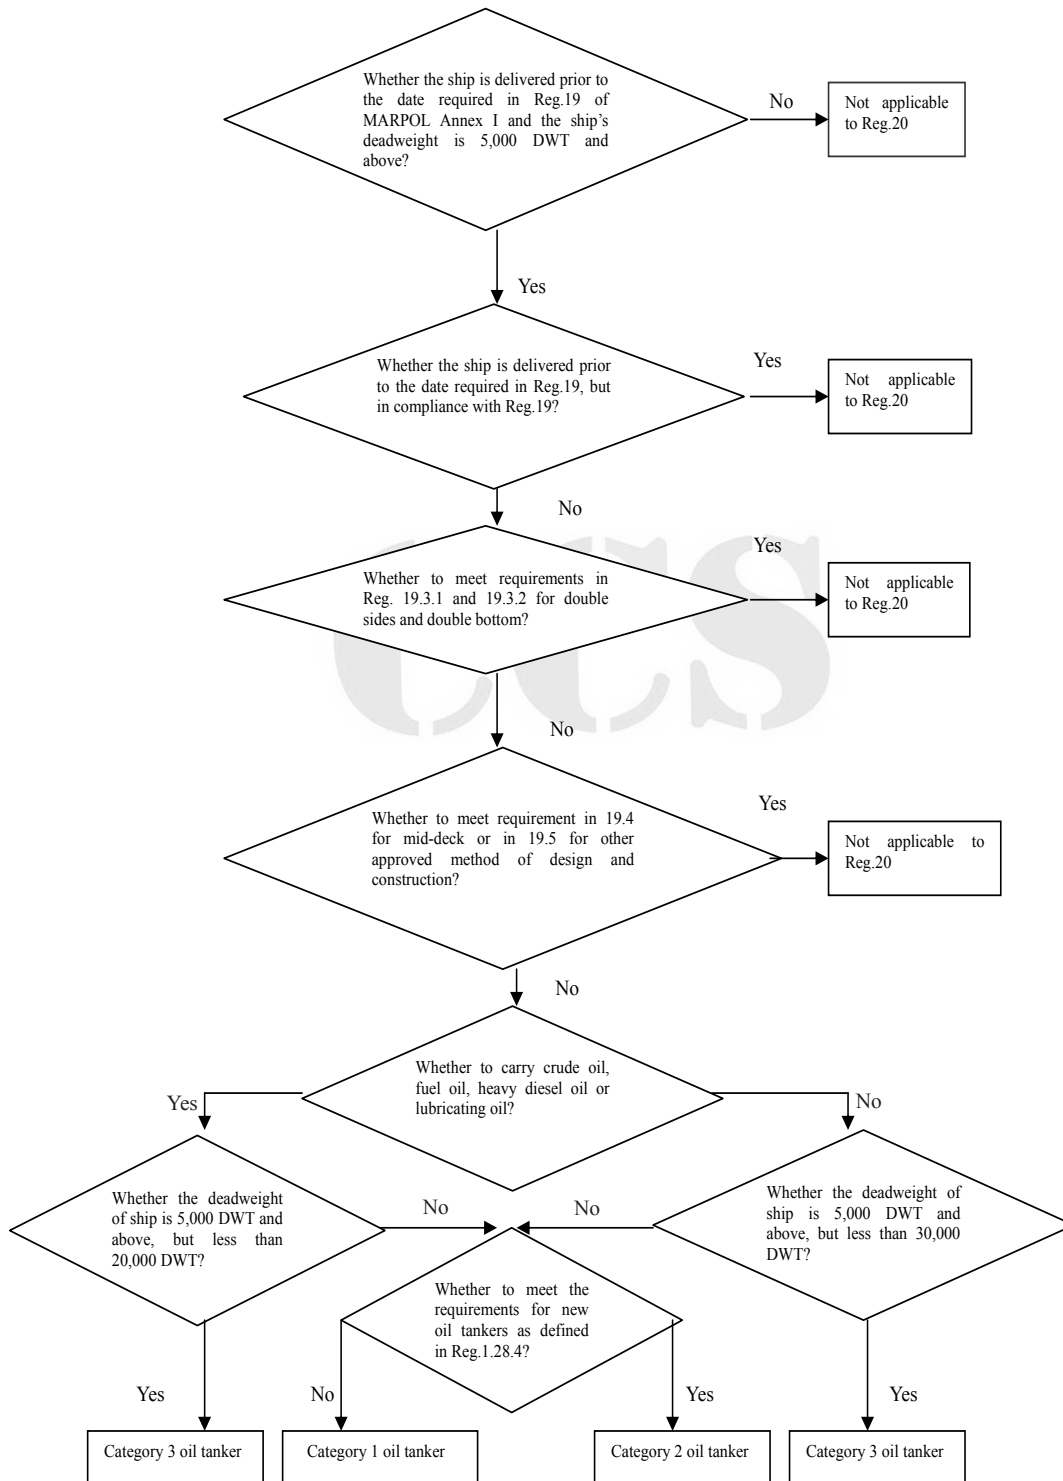 Whether the ship is delivered prior to
the date required in Reg.19 of
MARPOL Annex I and the ship's
deadweight is 5,000 DWT and
above?
No
Not applicable
to Reg.20
Yes
Whether the ship is delivered prior
to the date required in Reg.19, but
in compliance with Reg.19?
Yes
Not applicable
to Reg.20
No
Whether to meet requirements in
Reg. 19.3.1 and 19.3.2 for double
sides and double bottom?
Yes
Not applicable
to Reg.20
CCS
No
Whether to meet requirement in 19.4
for mid-deck or in 19.5 for other
approved method of design and
construction?
Yes
Not applicable to
Reg.20
No
Whether to carry crude oil,
fuel oil, heavy diesel oil or
lubricating oil?
Yes
No
Whether the deadweight
of ship is 5,000 DWT and
above, but less than
20,000 DWT?
No
No
Whether the deadweight of
ship is 5,000 DWT and
above, but less than 30,000
DWT?
Whether to meet the
requirements for new
oil tankers as defined
in Reg.1.28.4?
Yes
No
Yes
Yes
Category 3 oil tanker
Category 1 oil tanker
Category 2 oil tanker
Category 3 oil tanker